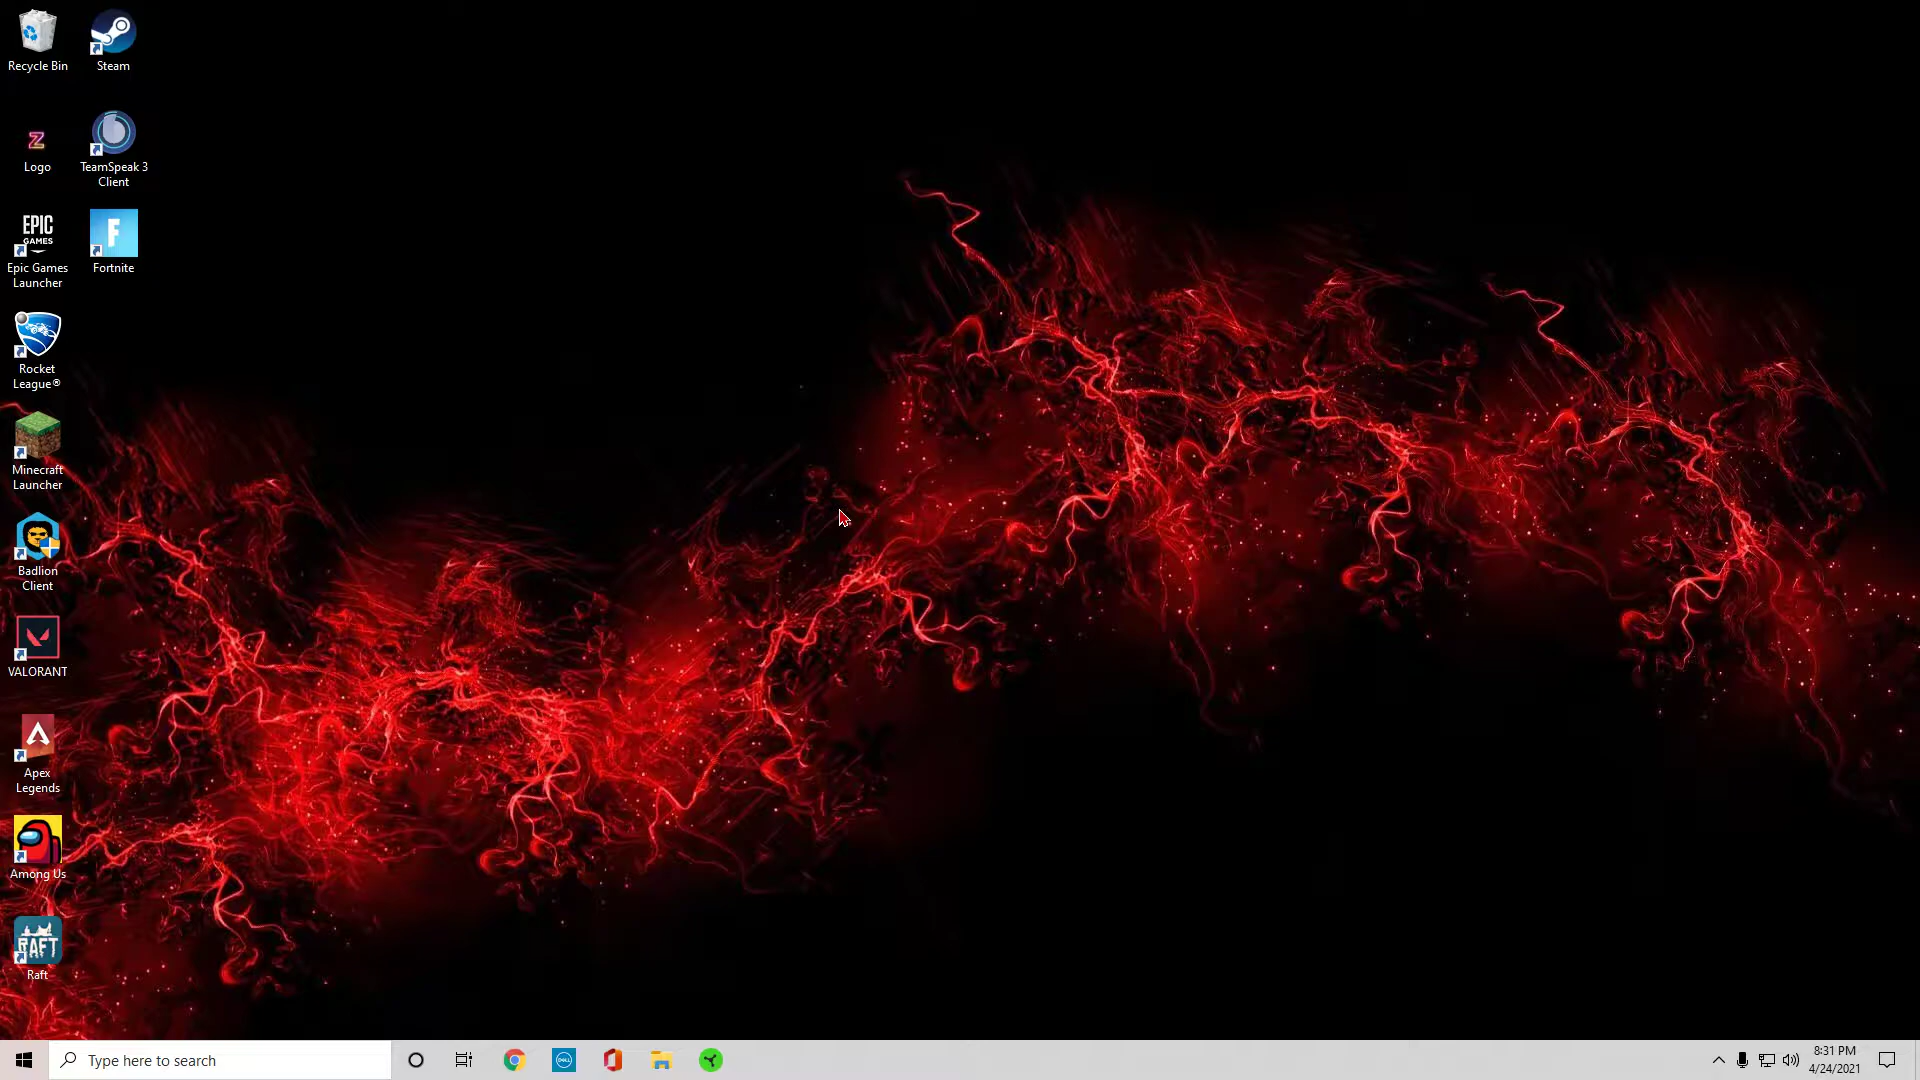 Recycle Bin
Steam
Z
Logo
TeamSpeak 3
Client
EPIC
GAMES
Epic Games
Launcher
F
Fortnite
Rocket
League®
Minecraft
Launcher
Badlion
Client
VALORANT
Apex
Legends
Among Us
RAFT
Raft
Type here to search
DELL
8:31 PM
4/24/2021